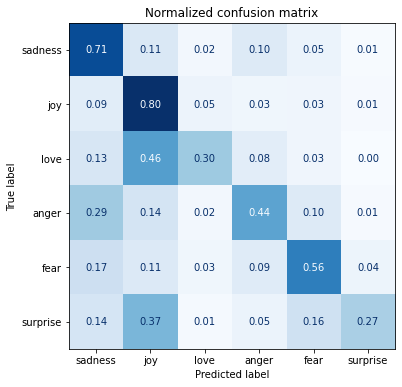 Normalized confusion matrix
True label
sadness 0.71 0.11 0.02 0.10 0.05 0.01
joy 0.09 0.80 0.05 0.03 0.03 0.01
love 0.13 0.46 0.30 0.08 0.03 0.00
anger 0.29 0.14 0.02 0.44 0.10 0.01
fear 0.17 0.11 0.03 0.09 0.56 0.04
surprise 0.14 0.37 0.01 0.05 0.16 0.27
sadness joy love anger fear surprise
Predicted label